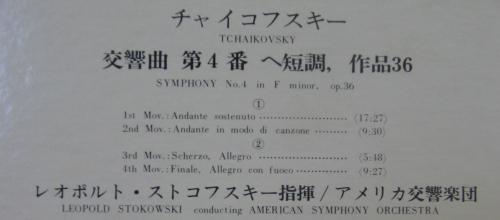 チャイコフスキー
TCHAIKOVSKY
交響曲 第4番 ヘ短調, 作品36
SYMPHONY No.4 in F minor, op.36
①
1st Mov.:Andante sostenuto ........................ (17:27)
2nd Mov.:Andante in modo di canzone ................ (9:30)
②
3rd Mov.:Scherzo, Allegro ........................ (5:48)
4th Mov.:Finale, Allegro con fuoco ................ (9:27)
レオポルト・ストコフスキー指揮/アメリカ交響楽団
LEOPOLD STOKOWSKI conducting AMERICAN SYMPHONY ORCHESTRA